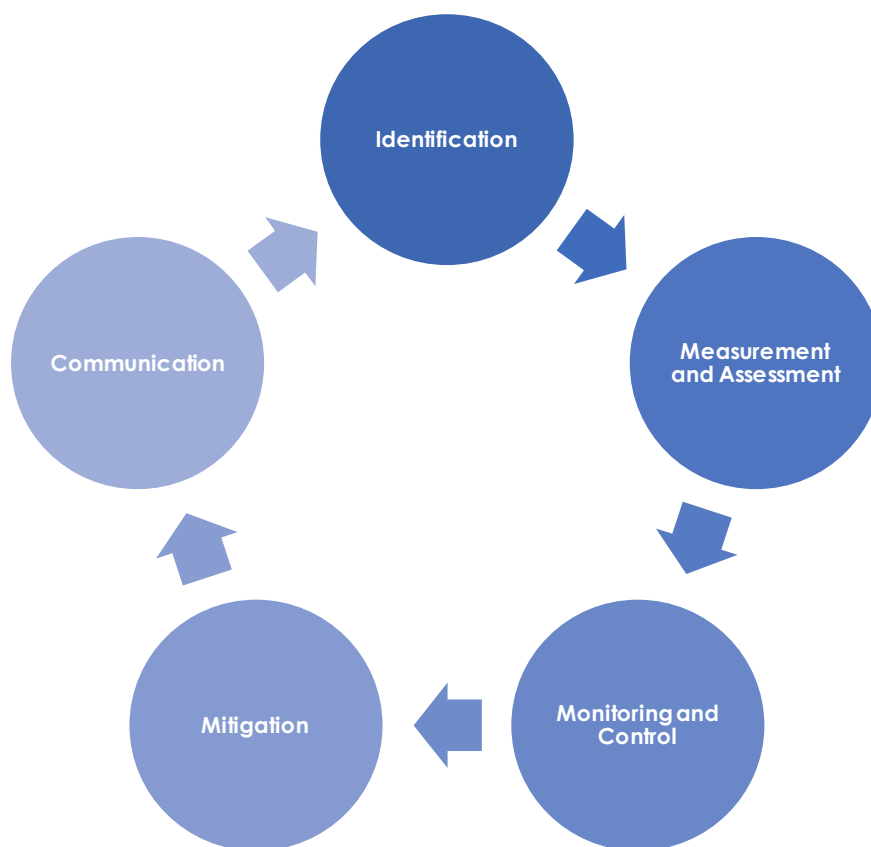 Identification
Measurement
and Assessment
Monitoring and
Control
Mitigation
Communication